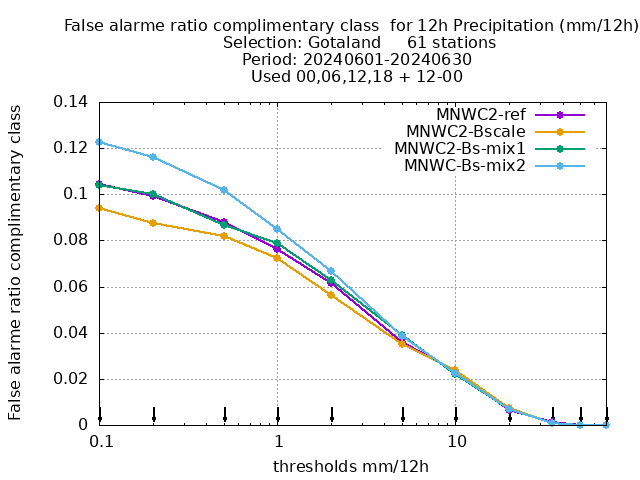 False alarme ratio complimentary class  for 12h Precipitation (mm/12h)
Selection: Gotaland     61 stations
Period: 20240601-20240630
Used 00,06,12,18 + 12-00
False alarme ratio complimentary class
0.14
0.12
0.1
0.08
0.06
0.04
0.02
0
MNWC2-ref
MNWC2-Bscale
MNWC2-Bs-mix1
MNWC-Bs-mix2
0.1 1 10
thresholds mm/12h